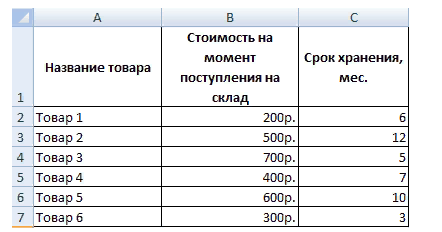 A B C
Стоимость на
момент
Название товара поступления на Срок хранения,
склад мес.
1
2 Товар 1 200р. 6
3 Товар 2 500р. 12
4 Товар 3 700р. 5
5 Товар 4 400р. 7
6 Товар 5 600р. 10
7 Товар 6 300р. 3